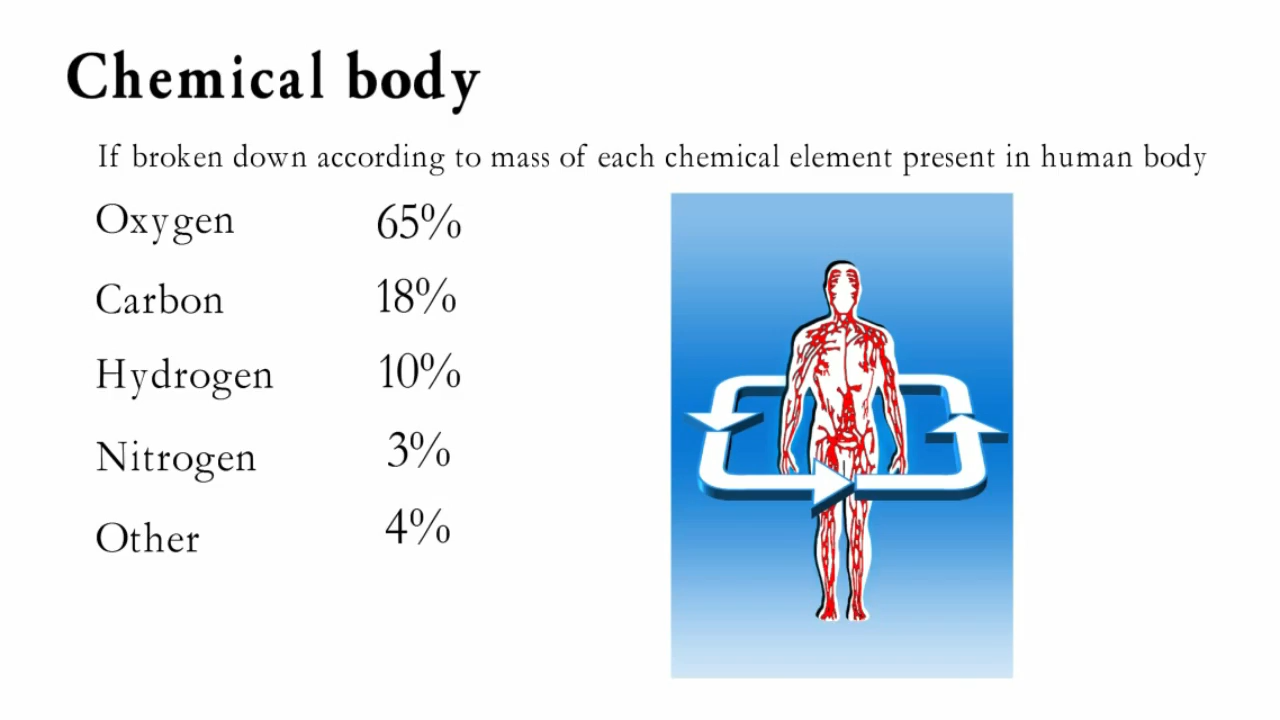 Chemical body
If broken down according to mass of each chemical element present in human body
Oxygen 65%
Carbon 18%
Hydrogen 10%
Nitrogen 3%
Other 4%